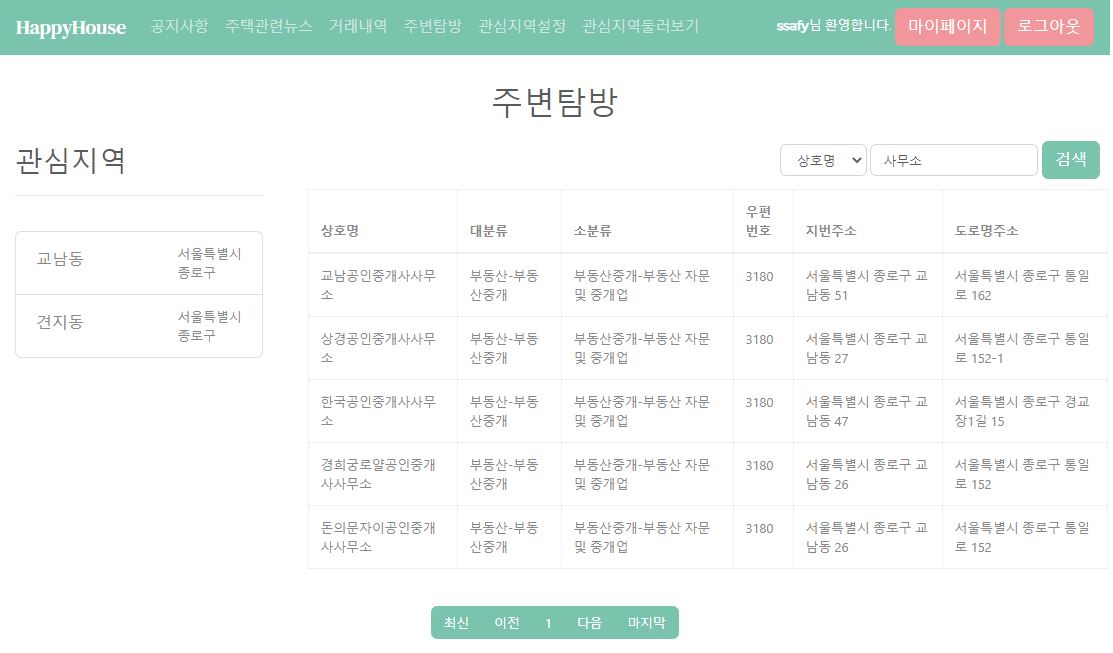 HappyHouse 공지사항 주택관련뉴스 거래내역 주변탐방 관심지역설정 관심지역둘러보기 ssafy님 환영합니다. 마이페이지 로그아웃
주변탐방
관심지역
교남동 서울특별시
종로구
견지동 서울특별시
종로구
상호명 사무소 검색
상호명 대분류 소분류 우편
번호 지번주소 도로명주소
교남공인중개사사무 부동산-부동 부동산중개-부동산 자문 3180 서울특별시 종로구 교 서울특별시 종로구 통일
소 산중개 및 중개업 남동 51 로 162
상경공인중개사사무 부동산-부동 부동산중개-부동산 자문 3180 서울특별시 종로구 교 서울특별시 종로구 통일
소 산중개 및 중개업 남동 27 로 152-1
한국공인중개사사무 부동산-부동 부동산중개-부동산 자문 3180 서울특별시 종로구 교 서울특별시 종로구 경교
소 산중개 및 중개업 남동 47 장1길 15
경희궁로얄공인중개 부동산-부동 부동산중개-부동산 자문 3180 서울특별시 종로구 교 서울특별시 종로구 통일
사사무소 산중개 및 중개업 남동 26 로 152
돈의문자이공인중개 부동산-부동 부동산중개-부동산 자문 3180 서울특별시 종로구 교 서울특별시 종로구 통일
사사무소 산중개 및 중개업 남동 26 로 152
최신 이전 1 다음 마지막